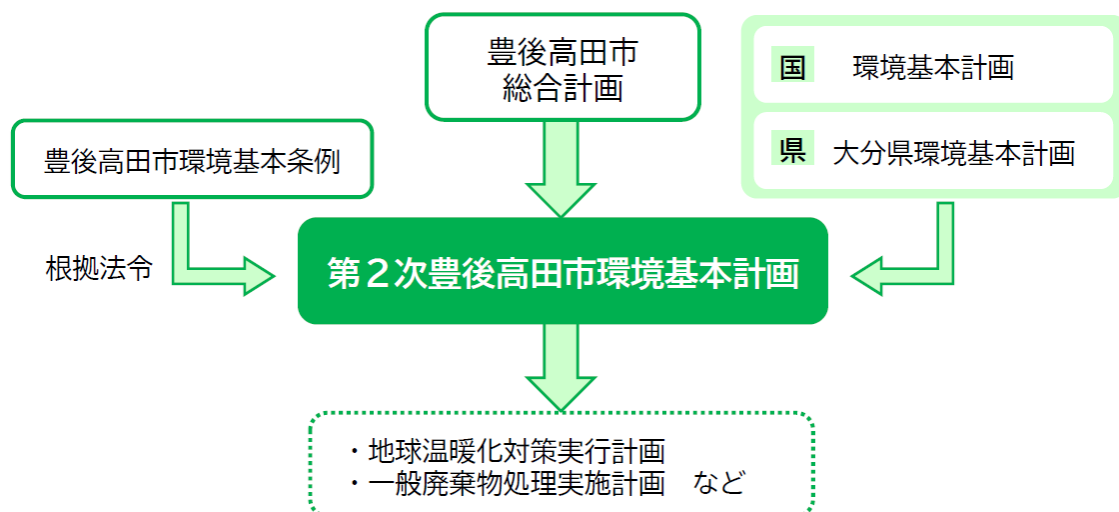 豊後高田市
総合計画
国 環境基本計画
県 大分県環境基本計画
豊後高田市環境基本条例
根拠法令
第２次豊後高田市環境基本計画
・地球温暖化対策実行計画
・一般廃棄物処理実施計画　など